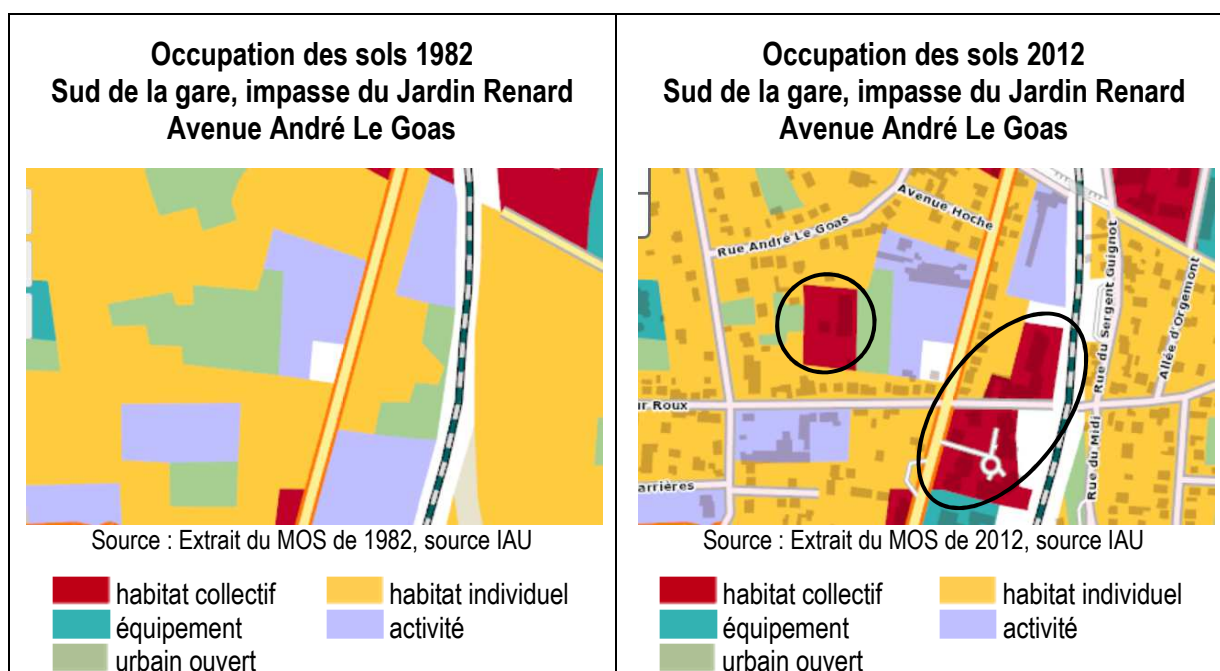 Occupation des sols 1982
Sud de la gare, impasse du Jardin Renard
Avenue André Le Goas
Source : Extrait du MOS de 1982, source IAU
habitat collectif
habitat individuel
équipement
activité
urbain ouvert
Occupation des sols 2012
Sud de la gare, impasse du Jardin Renard
Avenue André Le Goas
Avenue Hoche
Rue André Le Goas
Rue du Sergent Guignot
Allée d'Orgemont
ur Roux
Rue du Midi
arrières
Source : Extrait du MOS de 2012, source IAU
habitat collectif
habitat individuel
équipement
activité
urbain ouvert